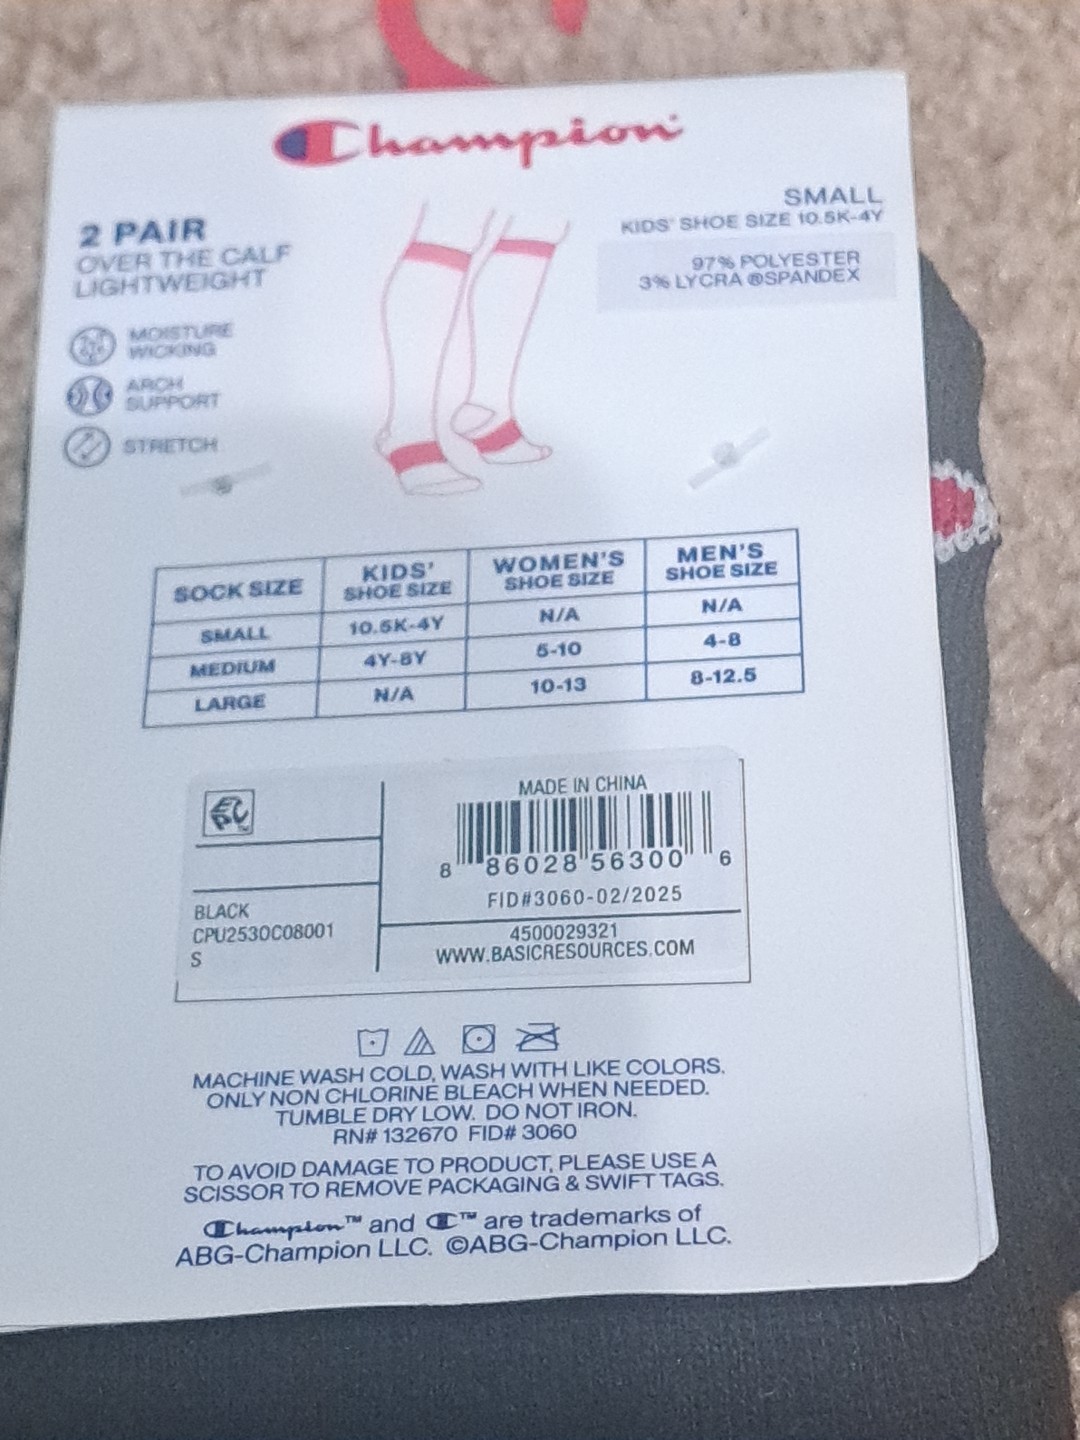 Champion
2 PAIR
OVER THE CALF
LIGHTWEIGHT
MOISTURE
WICKING
ARCH
SUPPORT
STRETCH
SMALL
KIDS' SHOE SIZE 10.5K-4Y
97% POLYESTER
3% LYCRA ®SPANDEX
SOCK SIZE KIDS' SHOE SIZE WOMEN'S SHOE SIZE MEN'S SHOE SIZE
SMALL 10.5K-4Y N/A N/A
MEDIUM 4Y-8Y 5-10 4-8
LARGE N/A 10-13 8-12.5
MADE IN CHINA
8 86028 56300 6
FID#3060-02/2025
4500029321
WWW.BASICRESOURCES.COM
BLACK
CPU2530C08001
S
MACHINE WASH COLD, WASH WITH LIKE COLORS.
ONLY NON CHLORINE BLEACH WHEN NEEDED.
TUMBLE DRY LOW. DO NOT IRON.
RN# 132670 FID# 3060
TO AVOID DAMAGE TO PRODUCT, PLEASE USE A
SCISSOR TO REMOVE PACKAGING & SWIFT TAGS.
Champion™ and C™ are trademarks of
ABG-Champion LLC. ©ABG-Champion LLC.